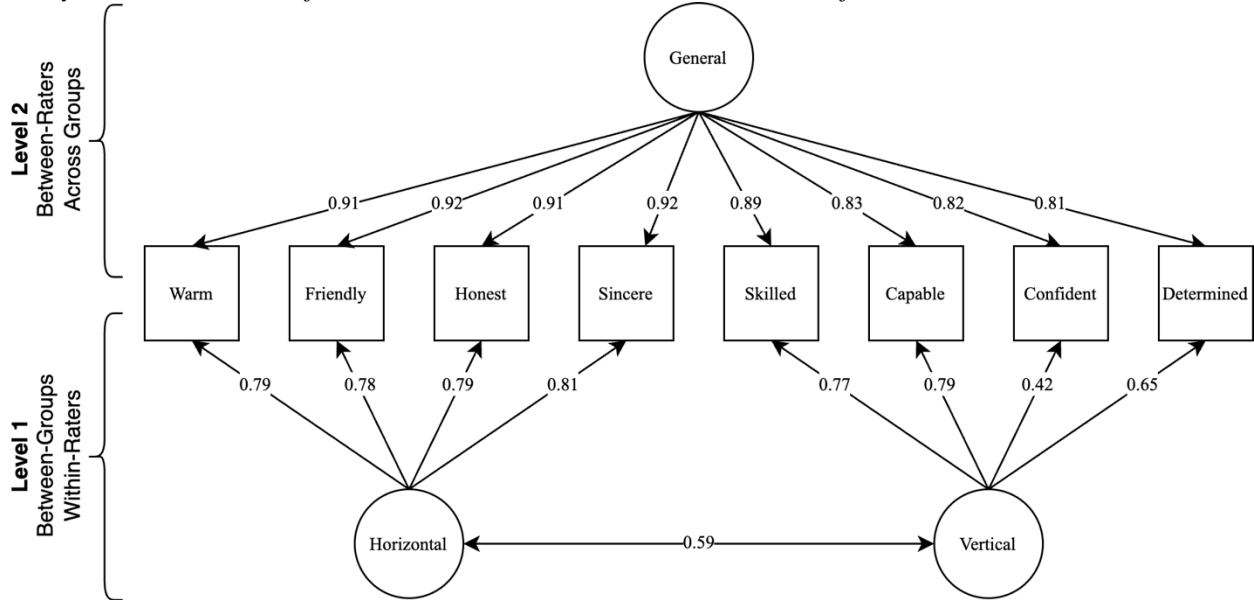 General
Level 2
Between-Raters
Across Groups
0.91
0.92
0.91
0.92
0.89
0.83
0.82
0.81
Warm
Friendly
Honest
Sincere
Skilled
Capable
Confident
Determined
Level 1
Between-Groups
Within-Raters
0.79
0.78
0.79
0.81
0.77
0.79
0.42
0.65
Horizontal
0.59
Vertical